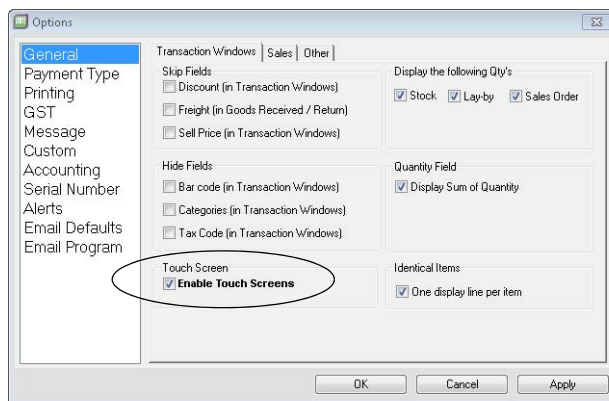 Options
General
Payment Type
Printing
GST
Message
Custom
Accounting
Serial Number
Alerts
Email Defaults
Email Program
Transaction Windows Sales Other
Skip Fields
Discount (in Transaction Windows)
Freight (in Goods Received / Return)
Sell Price (in Transaction Windows)
Display the following Qty's
Stock Lay-by Sales Order
Hide Fields
Bar code (in Transaction Windows)
Categories (in Transaction Windows)
Tax Code (in Transaction Windows)
Quantity Field
Display Sum of Quantity
Touch Screen
Enable Touch Screens
Identical Items
One display line per item
OK Cancel Apply